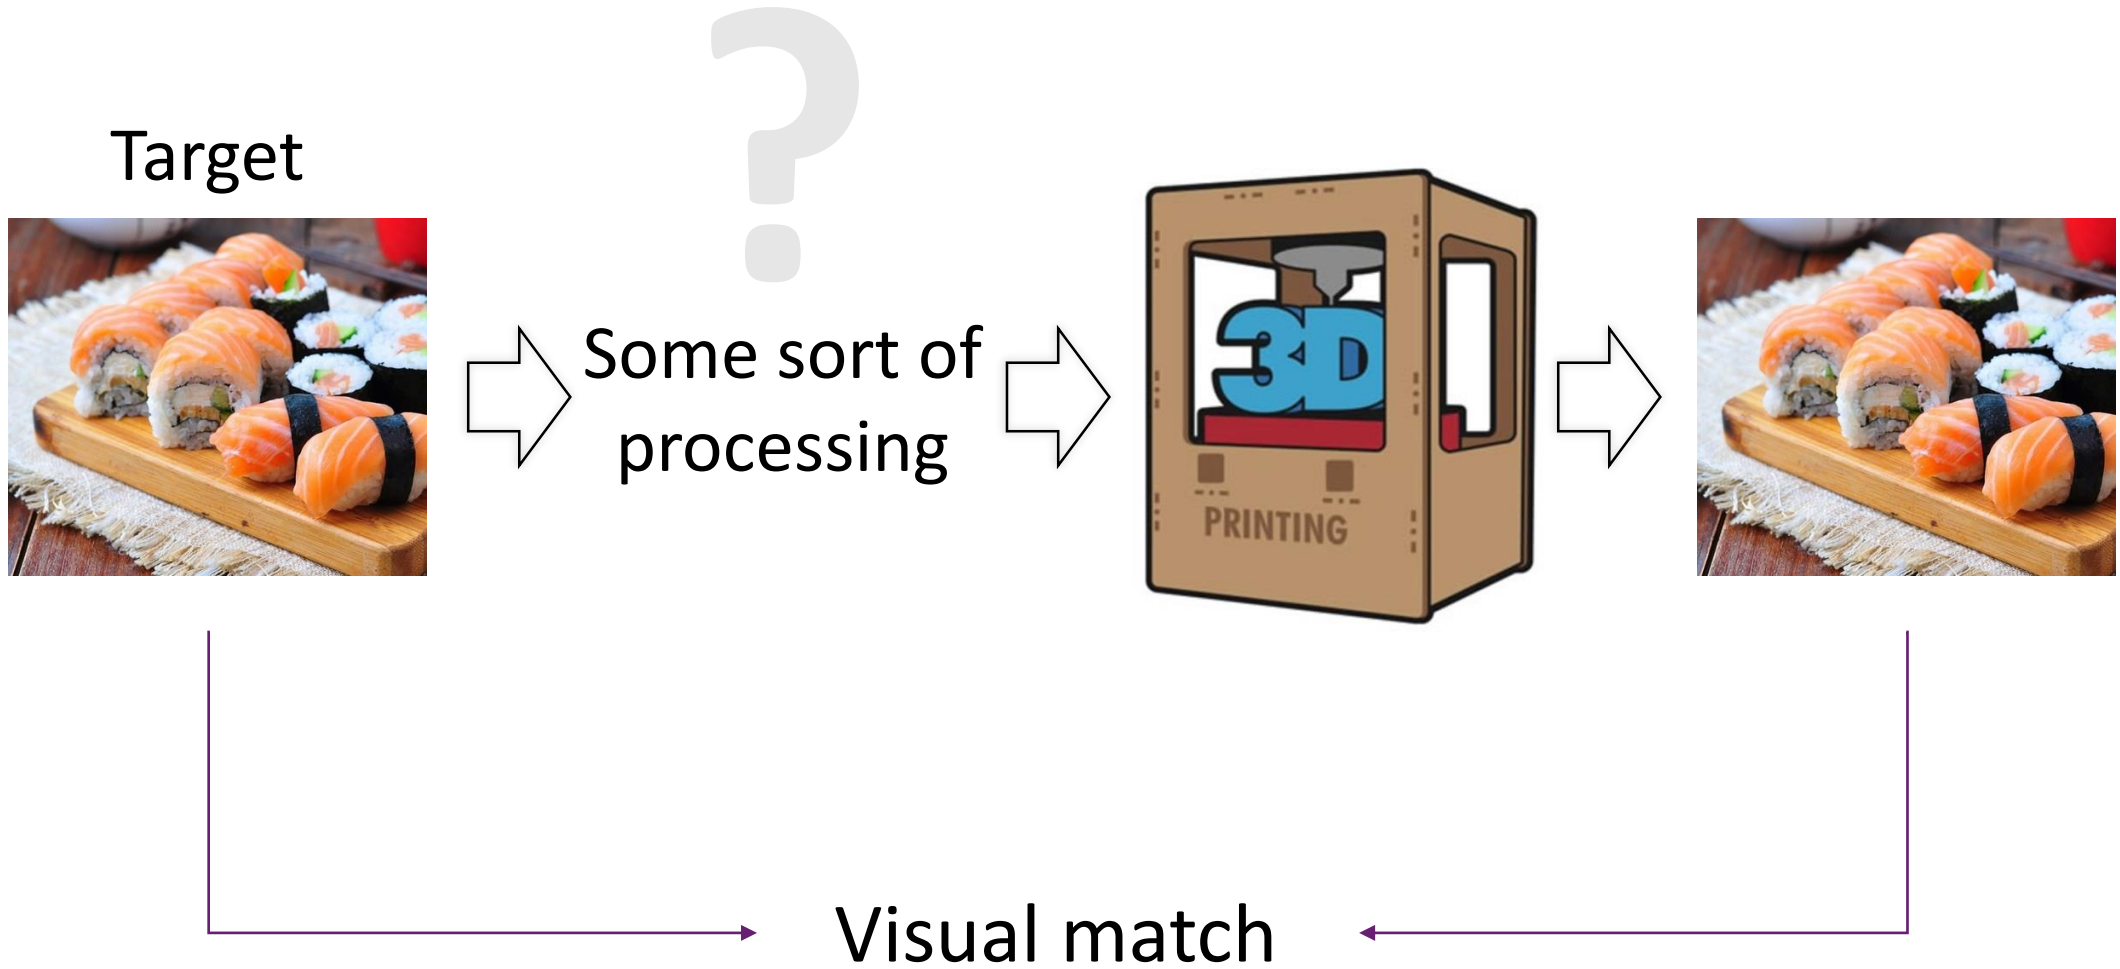 ?
Target
Some sort of
processing
3D
PRINTING
Visual match